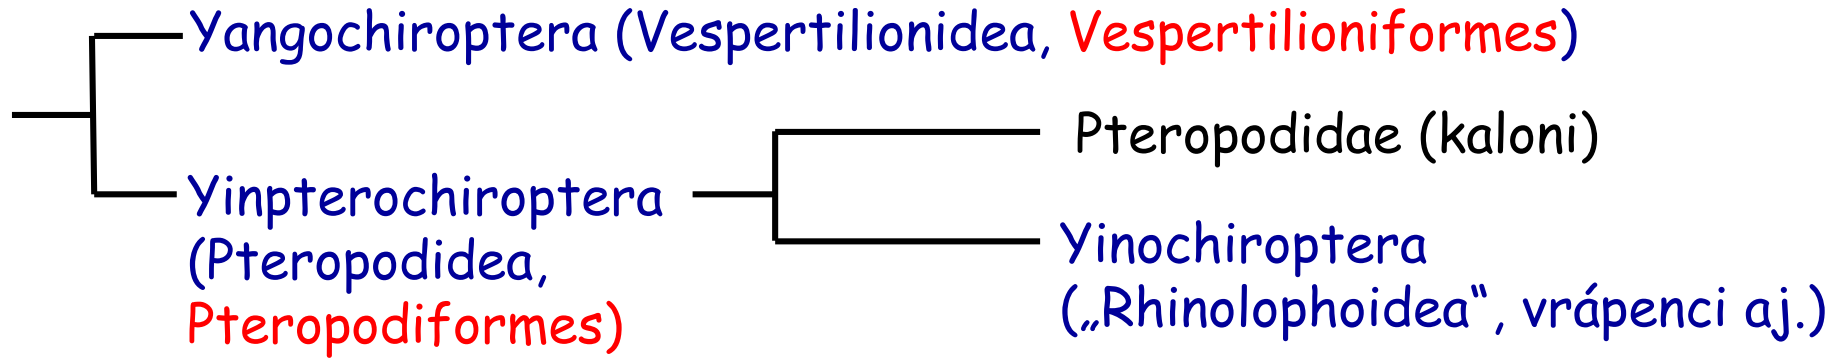 Yangochiroptera (Vespertilionidea, Vespertilioniformes)
Pteropodidae (kaloni)
Yinpterochiroptera
(Pteropodidea,
Pteropodiformes)
Yinochiroptera
(„Rhinolophoidea“, vrápenci aj.)